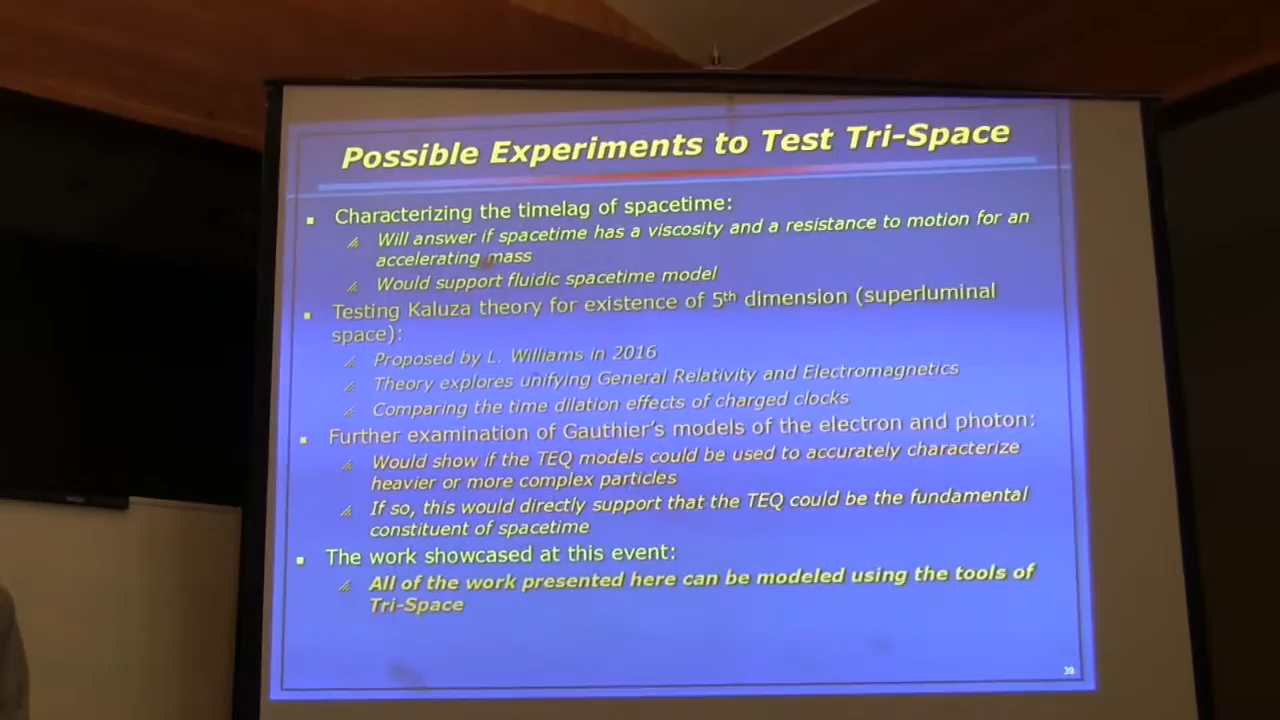 Possible Experiments to Test Tri-Space
Characterizing the timelag of spacetime:
Will answer if spacetime has a viscosity and a resistance to motion for an
accelerating mass
Would support fluidic spacetime model
Testing Kaluza theory for existence of 5th dimension (superluminal
space):
Proposed by L. Williams in 2016
Theory explores unifying General Relativity and Electromagnetics
Comparing the time dilation effects of charged clocks
Further examination of Gauthier's models of the electron and photon:
Would show if the TEQ models could be used to accurately characterize
heavier or more complex particles
If so, this would directly support that the TEQ could be the fundamental
constituent of spacetime
The work showcased at this event:
All of the work presented here can be modeled using the tools of
Tri-Space
39